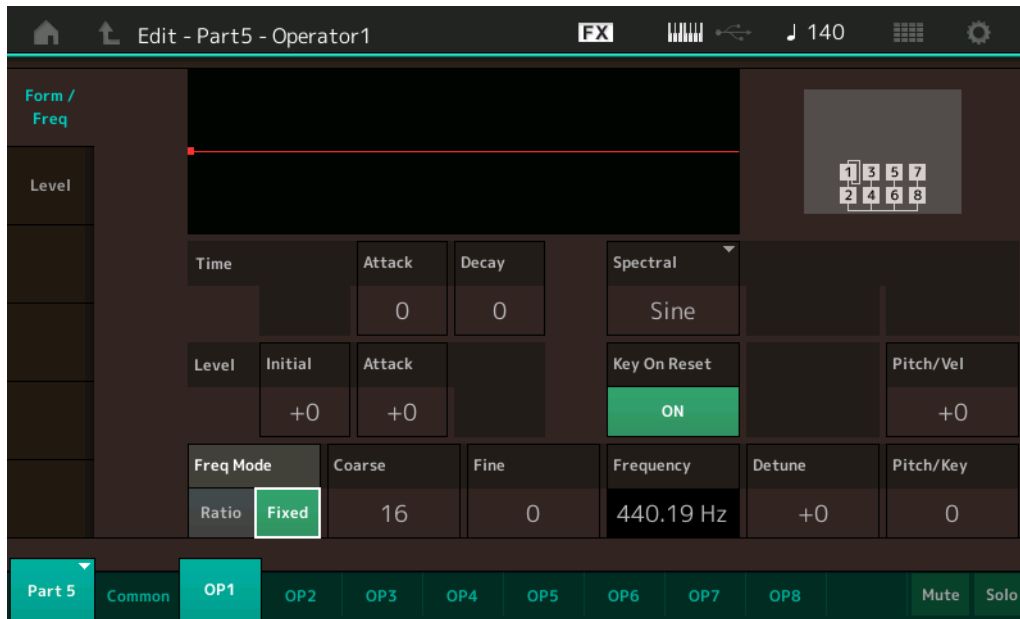 Edit - Part5 - Operator1
FX
♩ 140
Form /
Freq
Level
1 3 5 7
2 4 6 8
Time
Attack
Decay
Spectral
0
0
Sine
Level
Initial
Attack
Key On Reset
Pitch/Vel
+0
+0
ON
+0
Freq Mode
Coarse
Fine
Frequency
Detune
Pitch/Key
Ratio
Fixed
16
0
440.19 Hz
+0
0
Part 5
Common
OP1
OP2
OP3
OP4
OP5
OP6
OP7
OP8
Mute
Solo